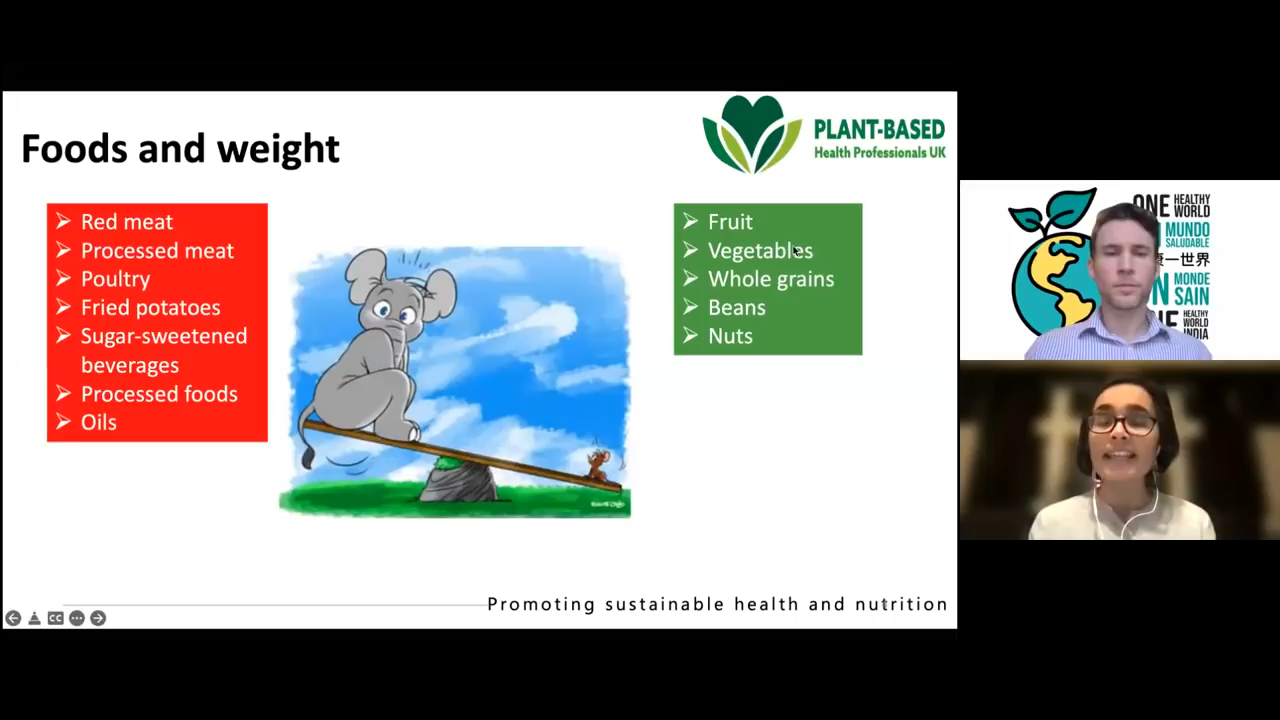 Foods and weight
PLANT-BASED
Health Professionals UK
➢ Red meat
➢ Processed meat
➢ Poultry
➢ Fried potatoes
➢ Sugar-sweetened
beverages
➢ Processed foods
➢ Oils
➢ Fruit
➢ Vegetables
➢ Whole grains
➢ Beans
➢ Nuts
Promoting sustainable health and nutrition
CC
ONE HEALTHY
WORLD
MUNDO
SALUDABLE
一世界
MONDE
SAIN
HEALTHY
WORLD
INDIA